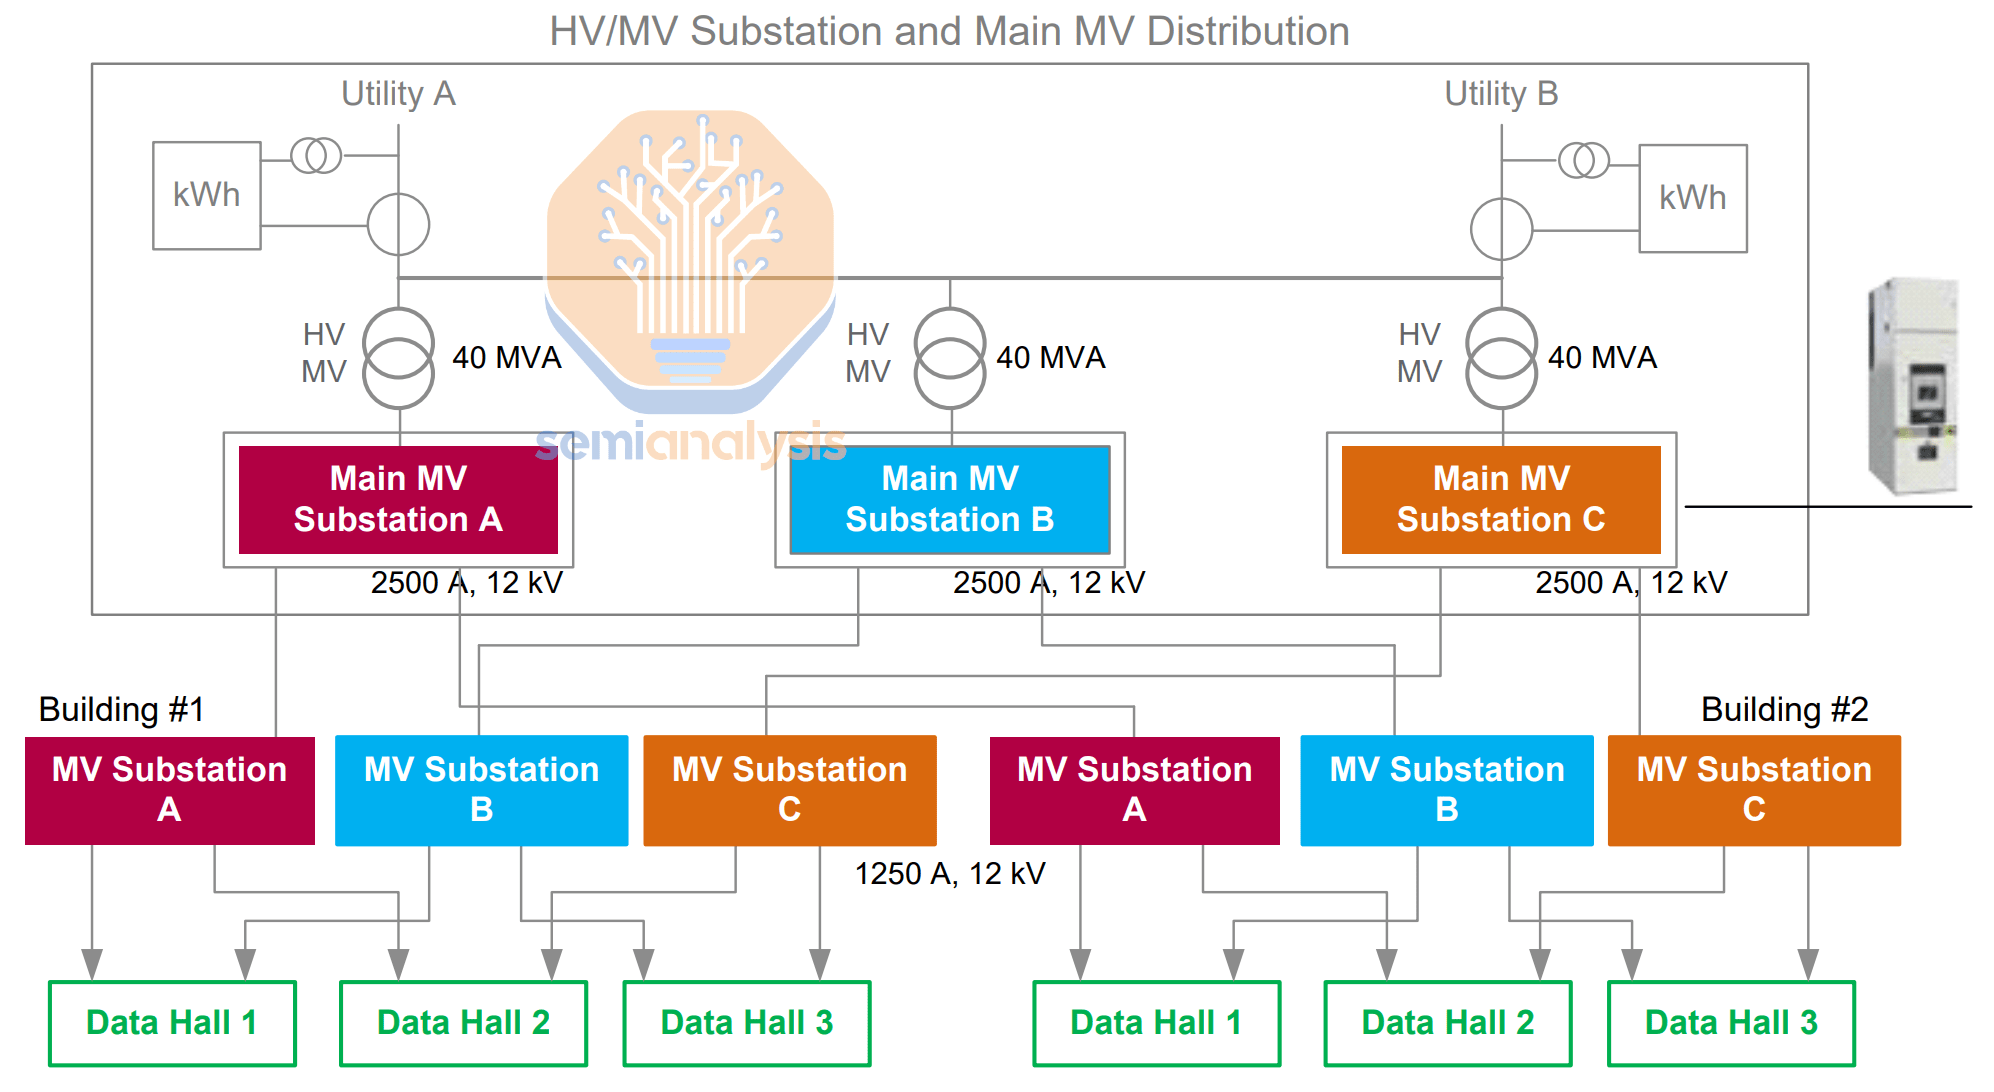 HV/MV Substation and Main MV Distribution
Utility A
Utility B
kWh
kWh
HV
MV
40 MVA
HV
MV
40 MVA
HV
MV
40 MVA
semianalysis
Main MV
Substation A
Main MV
Substation B
Main MV
Substation C
2500 A, 12 kV
2500 A, 12 kV
2500 A, 12 kV
Building #1
Building #2
MV Substation
A
MV Substation
B
MV Substation
C
MV Substation
A
MV Substation
B
MV Substation
C
1250 A, 12 kV
Data Hall 1
Data Hall 2
Data Hall 3
Data Hall 1
Data Hall 2
Data Hall 3